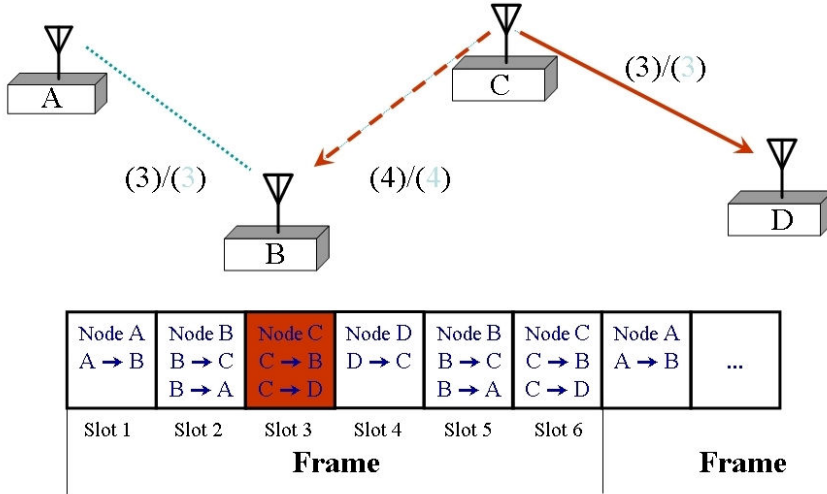 A
C
(3)/(3)
(3)/(3)
(4)/(4)
B
D
Node A
A → B
Node B
B → C
B → A
Node C
C → B
C → D
Node D
D → C
Node B
B → C
B → A
Node C
C → B
C → D
Node A
A → B
...
Slot 1 Slot 2 Slot 3 Slot 4 Slot 5 Slot 6
Frame Frame